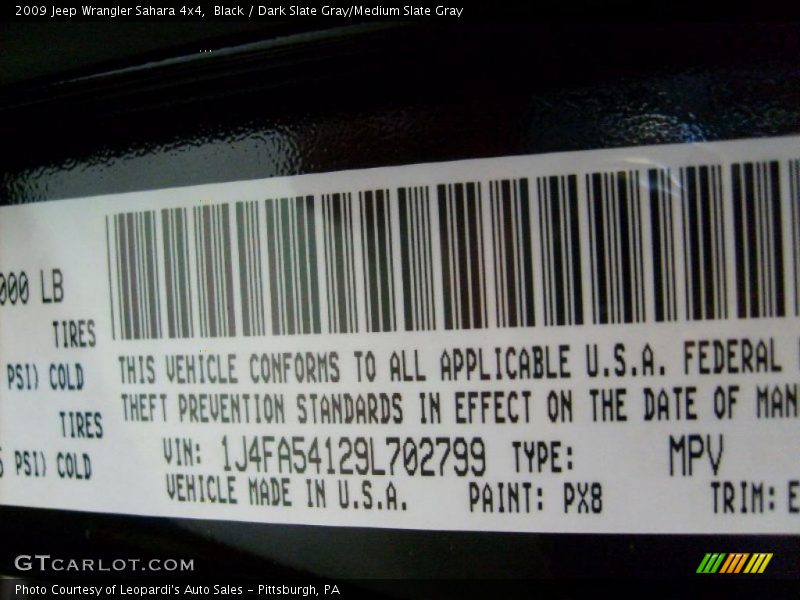 2009 Jeep Wrangler Sahara 4x4,  Black / Dark Slate Gray/Medium Slate Gray
000 LB
TIRES
PSI) COLD
TIRES
PSI) COLD
THIS VEHICLE CONFORMS TO ALL APPLICABLE U.S.A. FEDERAL
THEFT PREVENTION STANDARDS IN EFFECT ON THE DATE OF MAN
VIN: 1J4FA54129L702799 TYPE: MPV
VEHICLE MADE IN U.S.A. PAINT: PX8 TRIM: E
GTCARLOT.COM
Photo Courtesy of Leopardi's Auto Sales – Pittsburgh, PA